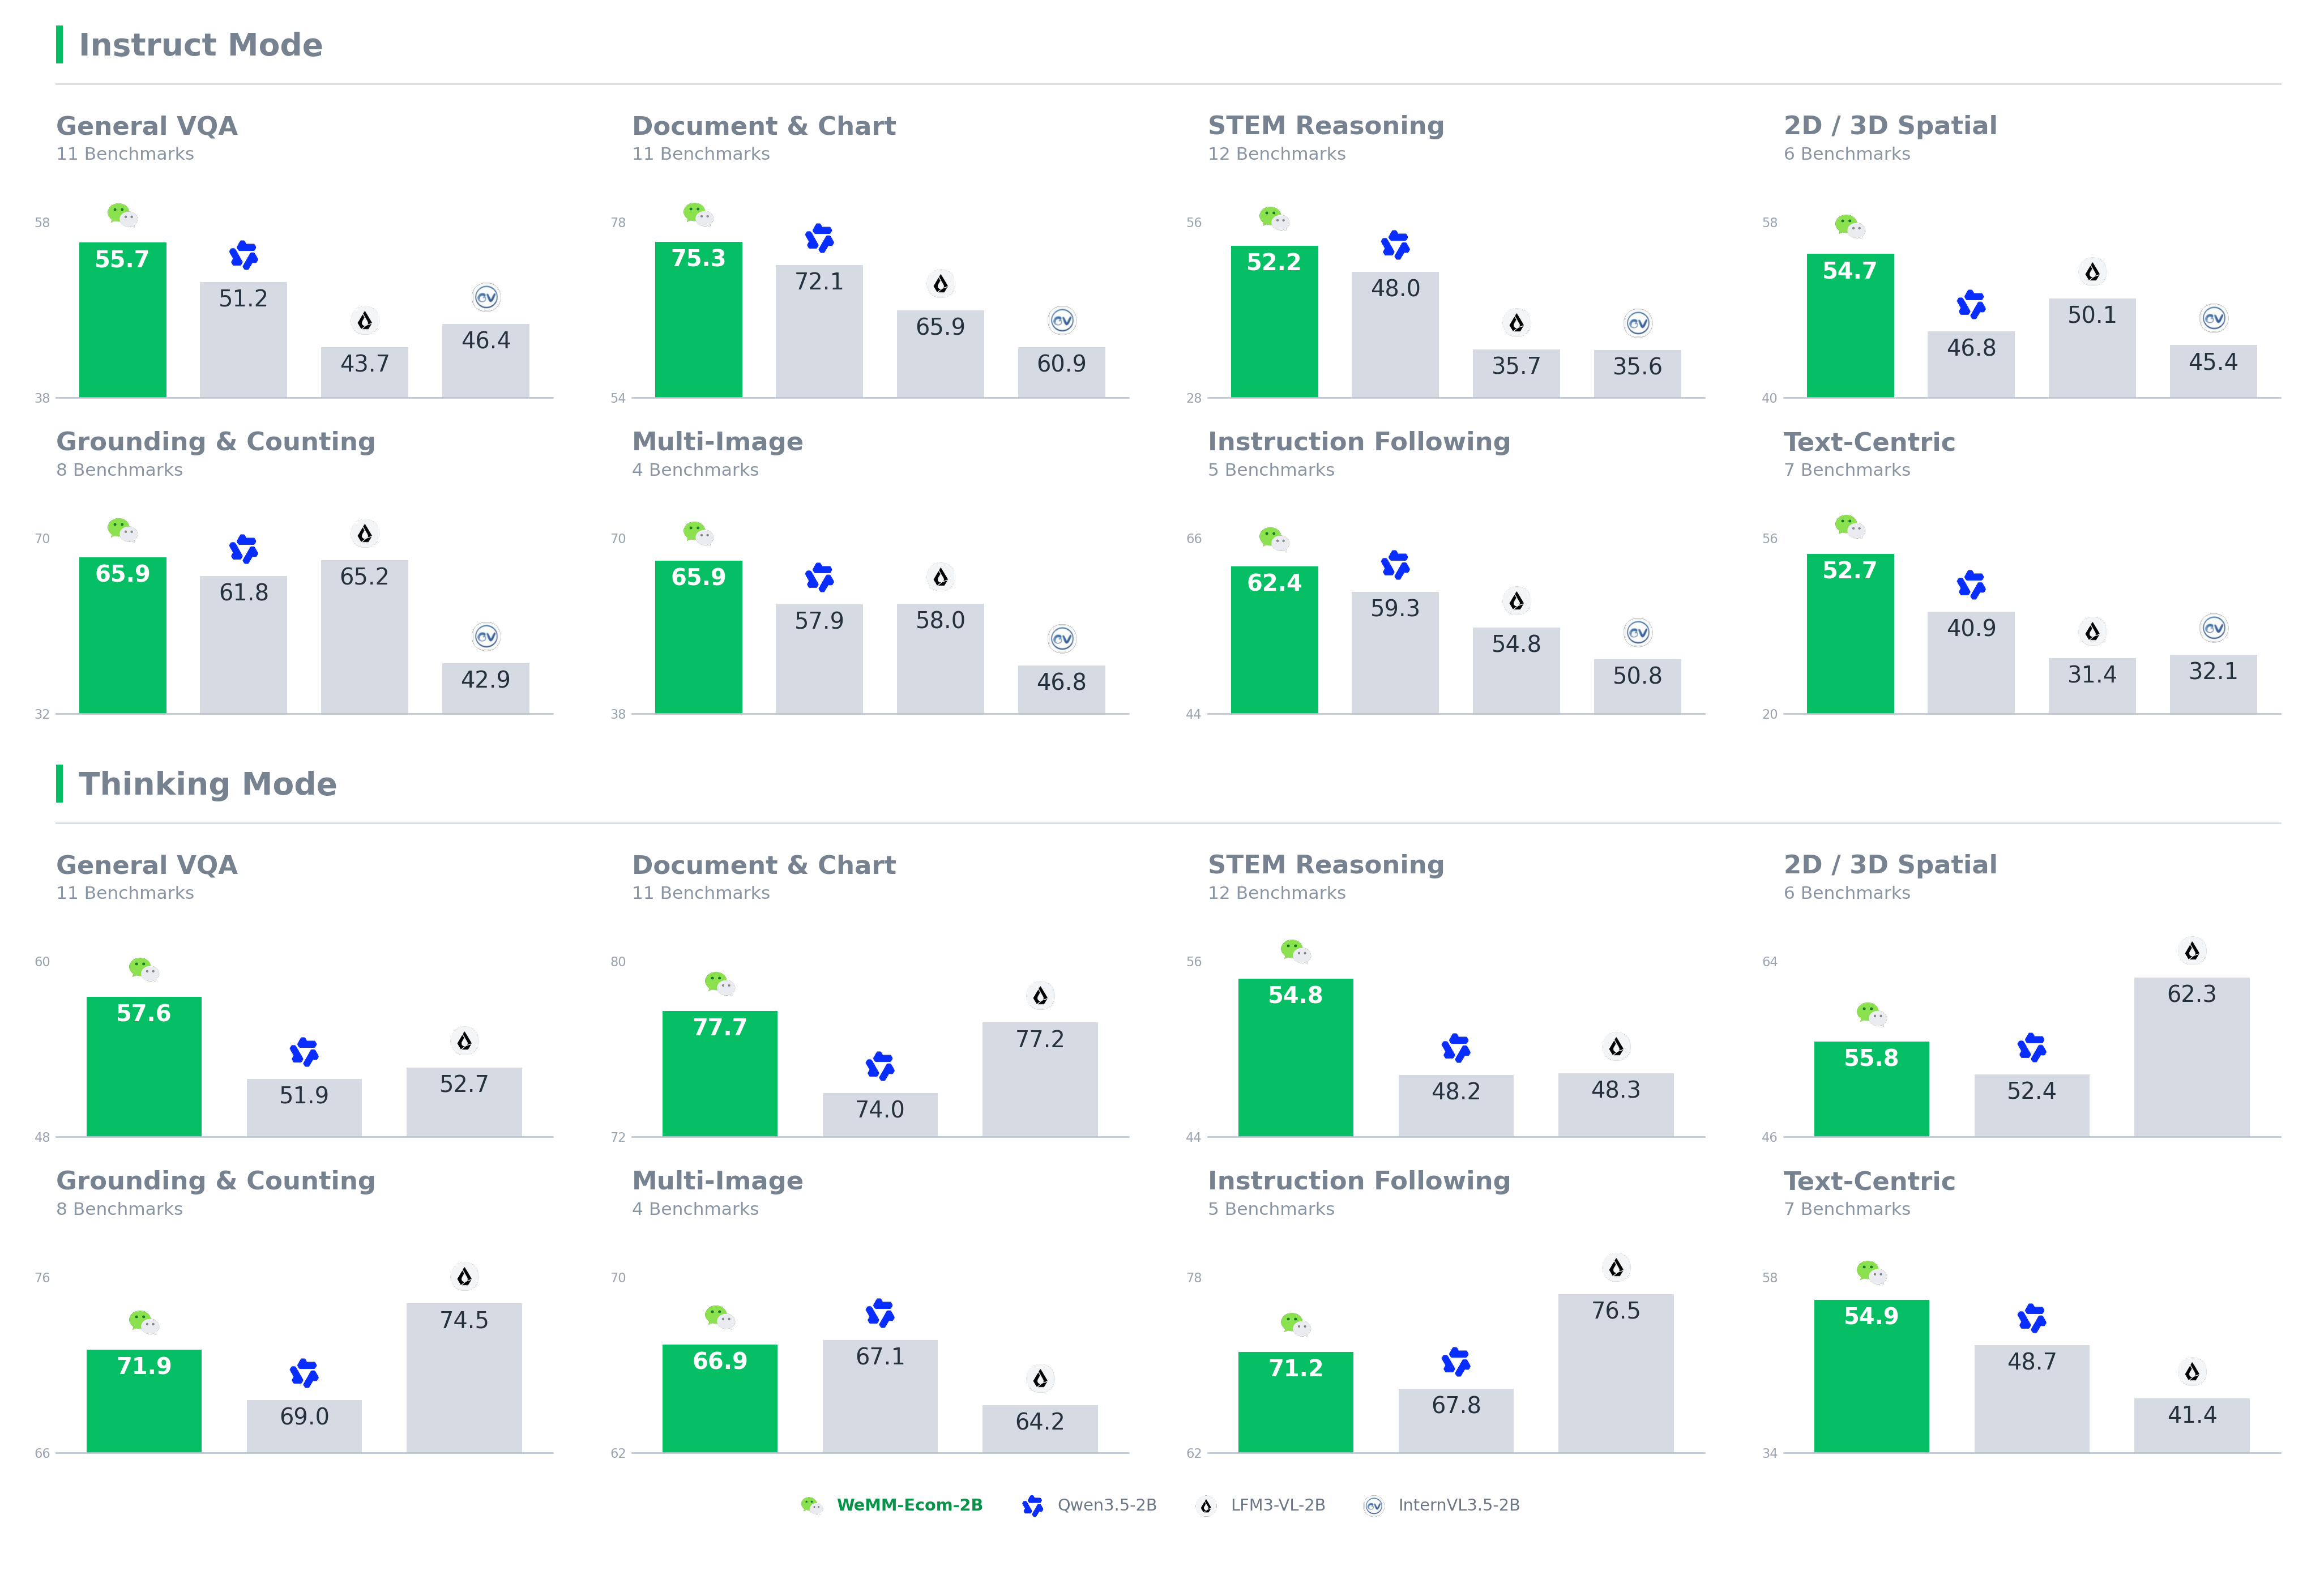 Instruct Mode
General VQA
11 Benchmarks
58
55.7
51.2
43.7
46.4
38
Document & Chart
11 Benchmarks
78
75.3
72.1
65.9
60.9
54
STEM Reasoning
12 Benchmarks
56
52.2
48.0
35.7
35.6
28
2D / 3D Spatial
6 Benchmarks
58
54.7
46.8
50.1
45.4
40
Grounding & Counting
8 Benchmarks
70
65.9
61.8
65.2
42.9
32
Multi-Image
4 Benchmarks
70
65.9
57.9
58.0
46.8
38
Instruction Following
5 Benchmarks
66
62.4
59.3
54.8
50.8
44
Text-Centric
7 Benchmarks
56
52.7
40.9
31.4
32.1
20
Thinking Mode
General VQA
11 Benchmarks
60
57.6
51.9
52.7
48
Document & Chart
11 Benchmarks
80
77.7
74.0
77.2
72
STEM Reasoning
12 Benchmarks
56
54.8
48.2
48.3
44
2D / 3D Spatial
6 Benchmarks
64
55.8
52.4
62.3
46
Grounding & Counting
8 Benchmarks
76
71.9
69.0
74.5
66
Multi-Image
4 Benchmarks
70
66.9
67.1
64.2
62
Instruction Following
5 Benchmarks
78
71.2
67.8
76.5
62
Text-Centric
7 Benchmarks
58
54.9
48.7
41.4
34
WeMM-Ecom-2B
Qwen3.5-2B
LFM3-VL-2B
InternVL3.5-2B